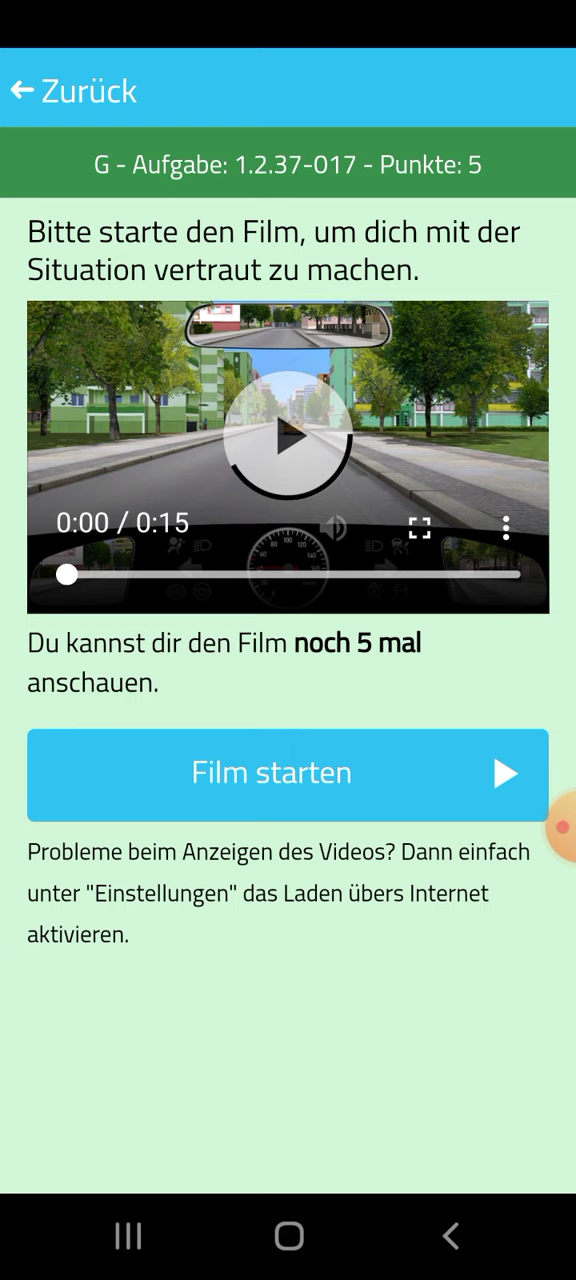 Zurück
G - Aufgabe: 1.2.37-017 - Punkte: 5
Bitte starte den Film, um dich mit der
Situation vertraut zu machen.
0:00 / 0:15
Du kannst dir den Film noch 5 mal
anschauen.
Film starten
Probleme beim Anzeigen des Videos? Dann einfach
unter "Einstellungen" das Laden übers Internet
aktivieren.